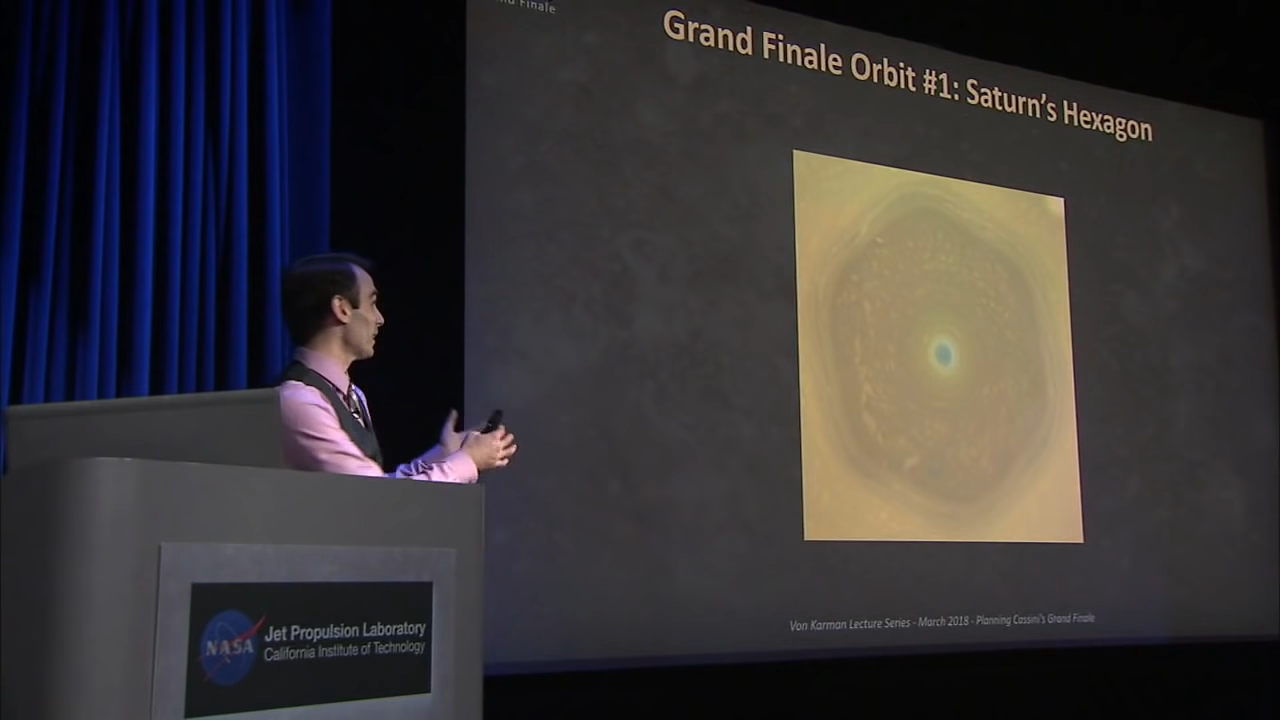 Finale
Grand Finale Orbit #1: Saturn's Hexagon
Von Karman Lecture Series - March 2018 - Planning Cassini's Grand Finale
NASA
Jet Propulsion Laboratory
California Institute of Technology